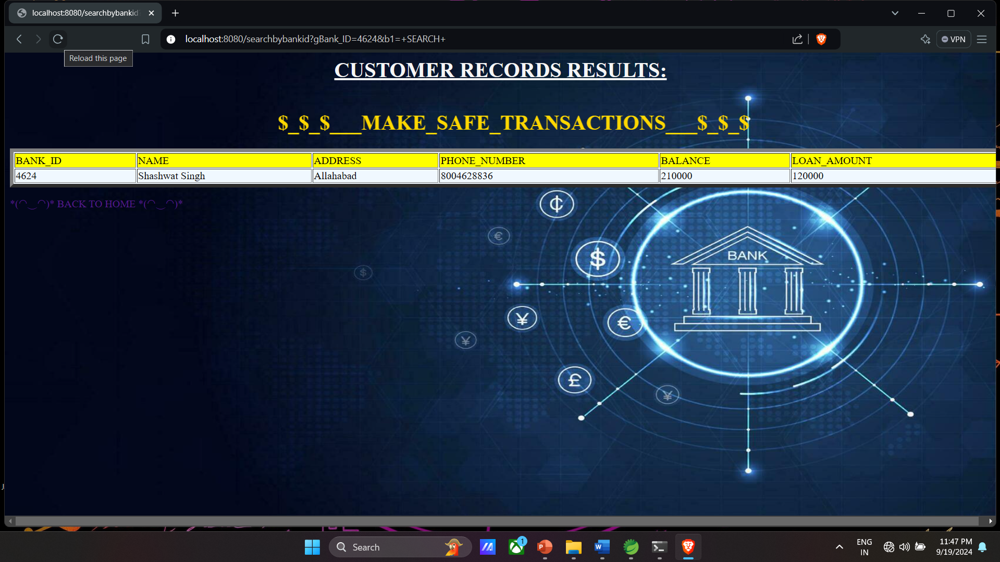 localhost:8080/searchbybankid
localhost:8080/searchbybankid?gBank_ID=4624&b1=+SEARCH+
VPN
Reload this page
CUSTOMER RECORDS RESULTS:
$_$_$___MAKE_SAFE_TRANSACTIONS___$_$_$
BANK_ID NAME ADDRESS PHONE_NUMBER BALANCE LOAN_AMOUNT
4624 Shashwat Singh Allahabad 8004628836 210000 120000
*(◠‿◠)* BACK TO HOME *(◠‿◠)*
¢
€
BANK
$
$
¥
€
¥
£
¥
J
Search
1
P
W
ENG
IN
11:47 PM
9/19/2024